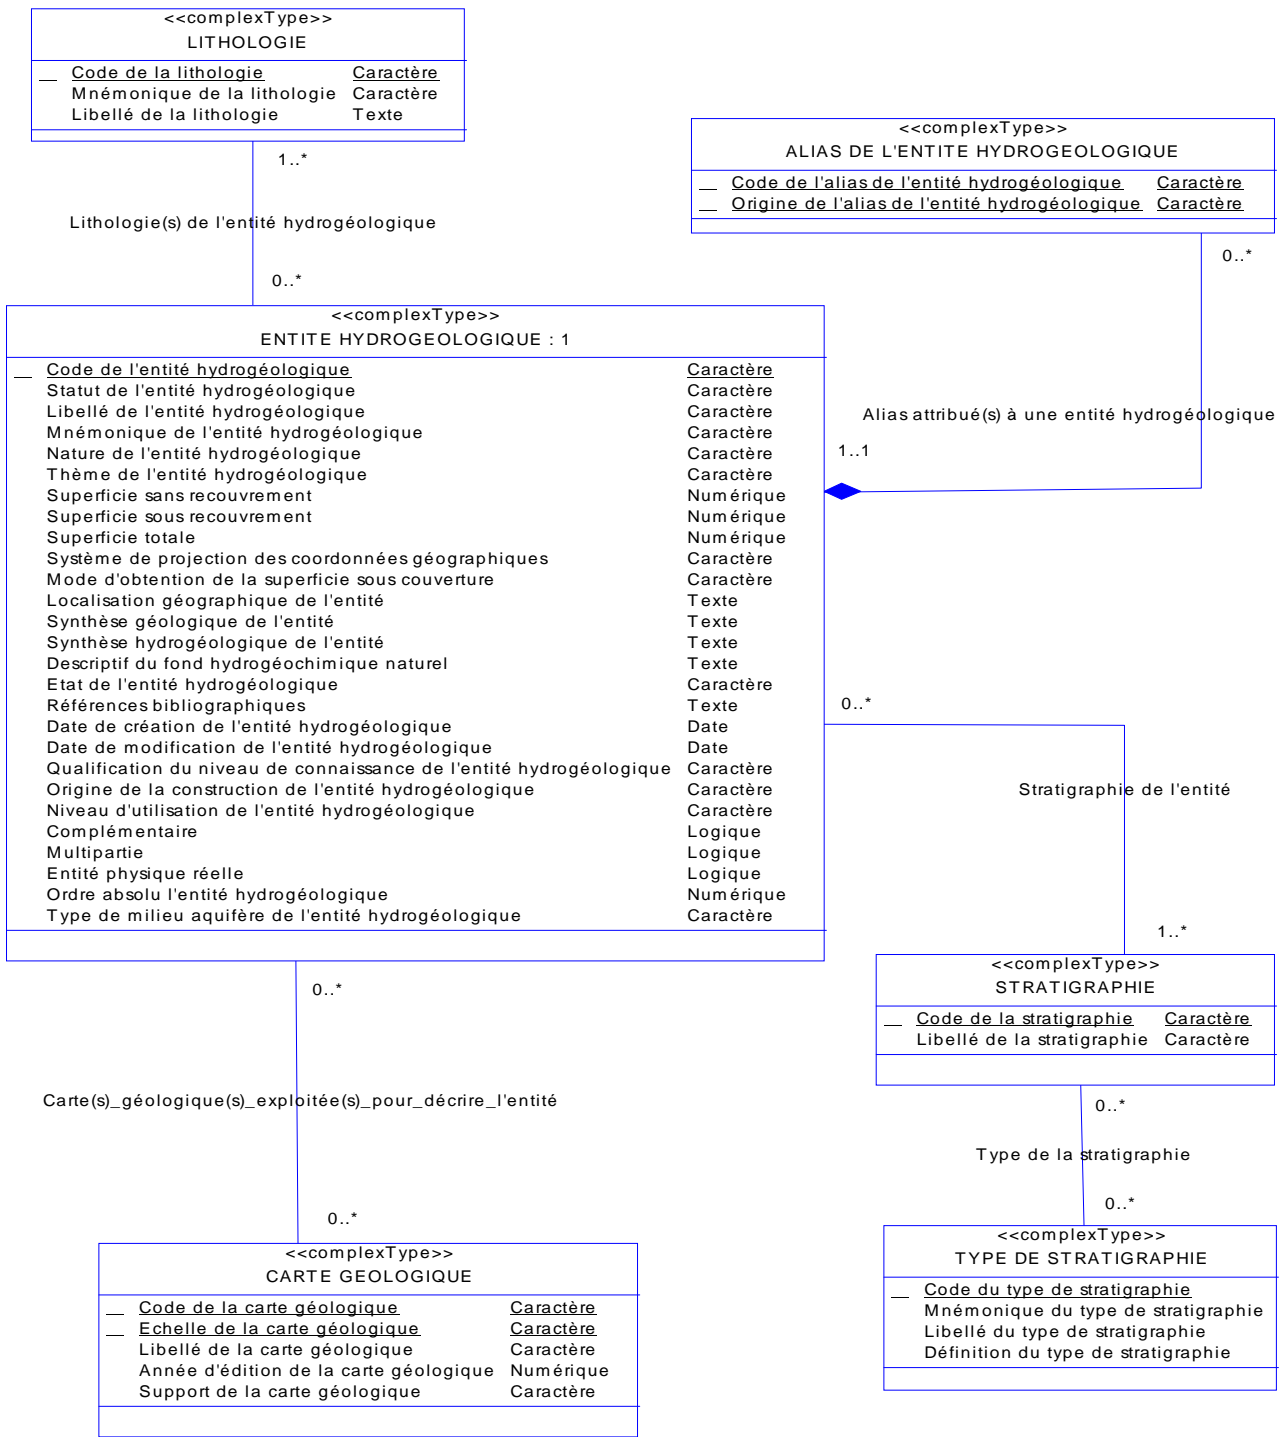 <<complexType>>
LITHOLOGIE
Code de la lithologie Caractère
Mnémonique de la lithologie Caractère
Libellé de la lithologie Texte
1..*
Lithologie(s) de l'entité hydrogéologique
0..*
<<complexType>>
ALIAS DE L'ENTITE HYDROGEOLOGIQUE
Code de l'alias de l'entité hydrogéologique Caractère
Origine de l'alias de l'entité hydrogéologique Caractère
0..*
Alias attribué(s) à une entité hydrogéologique
1..1
<<complexType>>
ENTITE HYDROGEOLOGIQUE : 1
Code de l'entité hydrogéologique Caractère
Statut de l'entité hydrogéologique Caractère
Libellé de l'entité hydrogéologique Caractère
Mnémonique de l'entité hydrogéologique Caractère
Nature de l'entité hydrogéologique Caractère
Thème de l'entité hydrogéologique Caractère
Superficie sans recouvrement Numérique
Superficie sous recouvrement Numérique
Superficie totale Numérique
Système de projection des coordonnées géographiques Caractère
Mode d'obtention de la superficie sous couverture Caractère
Localisation géographique de l'entité Texte
Synthèse géologique de l'entité Texte
Synthèse hydrogéologique de l'entité Texte
Descriptif du fond hydrogéochimique naturel Texte
Etat de l'entité hydrogéologique Caractère
Références bibliographiques Texte
Date de création de l'entité hydrogéologique Date
Date de modification de l'entité hydrogéologique Date
Qualification du niveau de connaissance de l'entité hydrogéologique Caractère
Origine de la construction de l'entité hydrogéologique Caractère
Niveau d'utilisation de l'entité hydrogéologique Caractère
Complémentaire Logique
Multipartie Logique
Entité physique réelle Logique
Ordre absolu l'entité hydrogéologique Numérique
Type de milieu aquifère de l'entité hydrogéologique Caractère
0..*
Stratigraphie de l'entité
1..*
<<complexType>>
STRATIGRAPHIE
Code de la stratigraphie Caractère
Libellé de la stratigraphie Caractère
0..*
Type de la stratigraphie
0..*
<<complexType>>
TYPE DE STRATIGRAPHIE
Code du type de stratigraphie
Mnémonique du type de stratigraphie
Libellé du type de stratigraphie
Définition du type de stratigraphie
0..*
Carte(s)_géologique(s)_exploitée(s)_pour_décrire_l'entité
0..*
<<complexType>>
CARTE GEOLOGIQUE
Code de la carte géologique Caractère
Echelle de la carte géologique Caractère
Libellé de la carte géologique Caractère
Année d'édition de la carte géologique Numérique
Support de la carte géologique Caractère